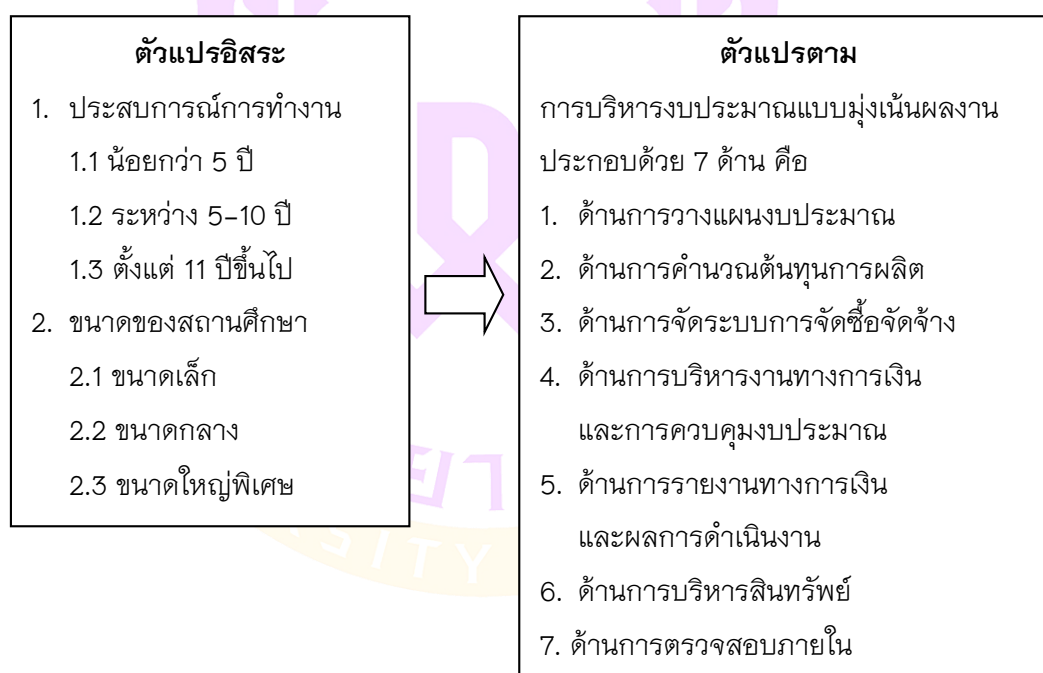 ตัวแปรอิสระ
1. ประสบการณ์การทำงาน
1.1 น้อยกว่า 5 ปี
1.2 ระหว่าง 5–10 ปี
1.3 ตั้งแต่ 11 ปีขึ้นไป
2. ขนาดของสถานศึกษา
2.1 ขนาดเล็ก
2.2 ขนาดกลาง
2.3 ขนาดใหญ่พิเศษ
ตัวแปรตาม
การบริหารงบประมาณแบบมุ่งเน้นผลงาน
ประกอบด้วย 7 ด้าน คือ
1. ด้านการวางแผนงบประมาณ
2. ด้านการคำนวณต้นทุนการผลิต
3. ด้านการจัดระบบการจัดซื้อจัดจ้าง
4. ด้านการบริหารงานทางการเงิน
และการควบคุมงบประมาณ
5. ด้านการรายงานทางการเงิน
และผลการดำเนินงาน
6. ด้านการบริหารสินทรัพย์
7. ด้านการตรวจสอบภายใน